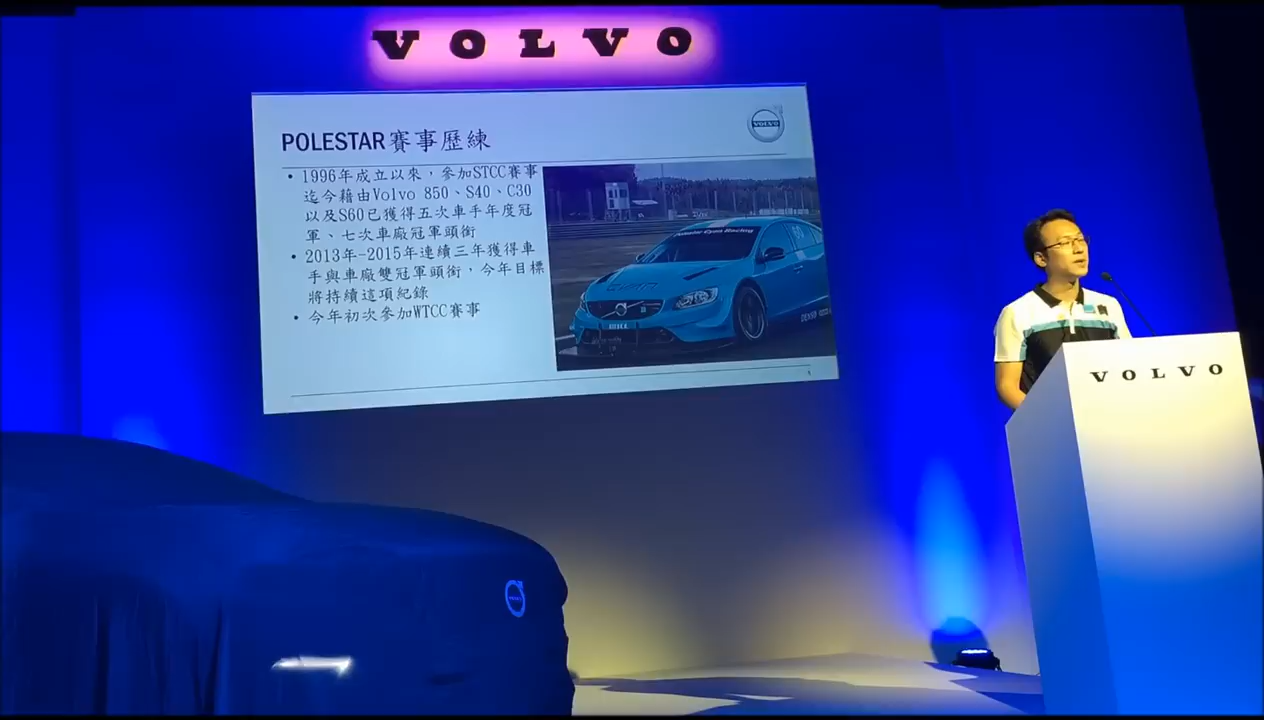 VOLVO
POLESTAR賽事歷練
VOLVO
• 1996年成立以來，參加STCC賽事
迄今藉由Volvo 850、S40、C30
以及S60已獲得五次車手年度冠
軍、七次車廠冠軍頭銜
• 2013年-2015年連續三年獲得車
手與車廠雙冠軍頭銜，今年目標
將持續這項紀錄
• 今年初次參加WTCC賽事
Polestar Cyan Racing
VOLVO